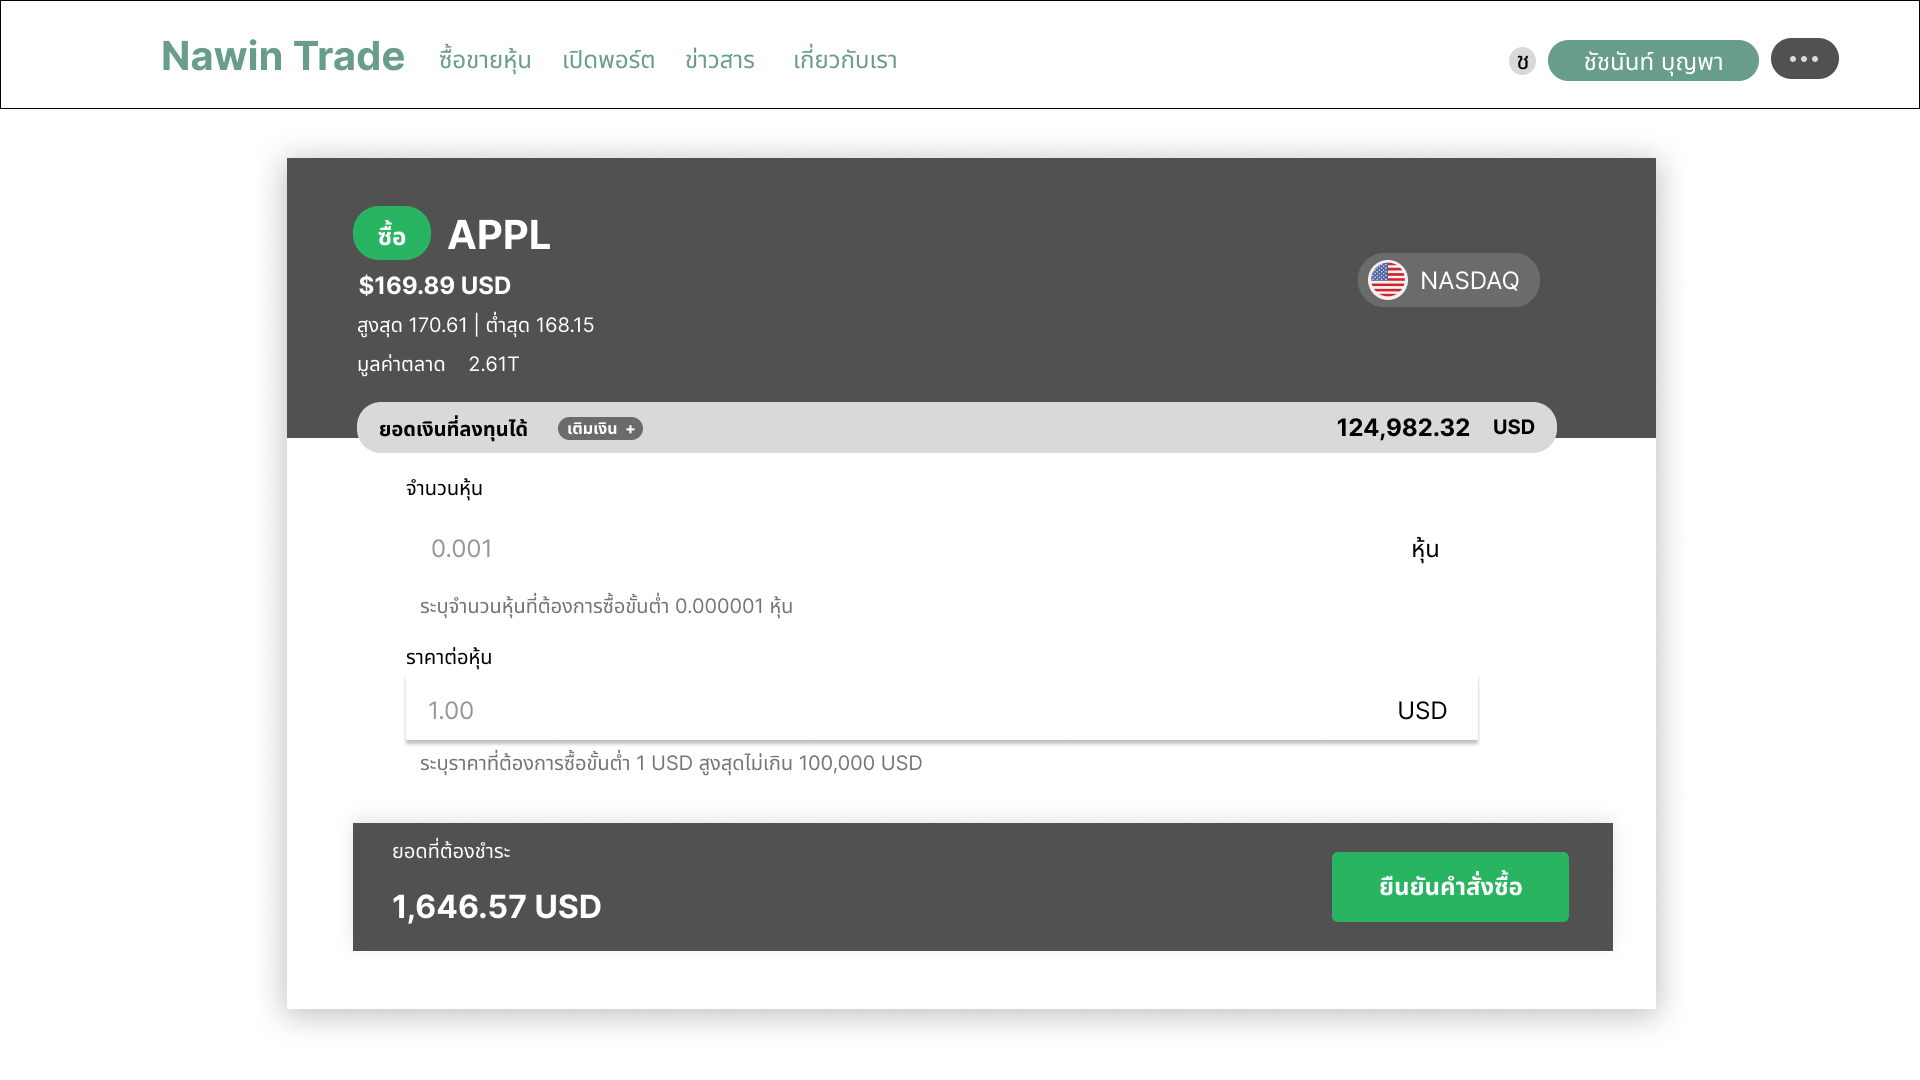 Nawin Trade ซื้อขายหุ้น เปิดพอร์ต ข่าวสาร เกี่ยวกับเรา ช ชัชนันท์ บุญพา
ซื้อ APPL
$169.89 USD
NASDAQ
สูงสุด 170.61 | ต่ำสุด 168.15
มูลค่าตลาด 2.61T
ยอดเงินที่ลงทุนได้ เติมเงิน + 124,982.32 USD
จำนวนหุ้น
0.001 หุ้น
ระบุจำนวนหุ้นที่ต้องการซื้อขั้นต่ำ 0.000001 หุ้น
ราคาต่อหุ้น
1.00 USD
ระบุราคาที่ต้องการซื้อขั้นต่ำ 1 USD สูงสุดไม่เกิน 100,000 USD
ยอดที่ต้องชำระ
1,646.57 USD
ยืนยันคำสั่งซื้อ